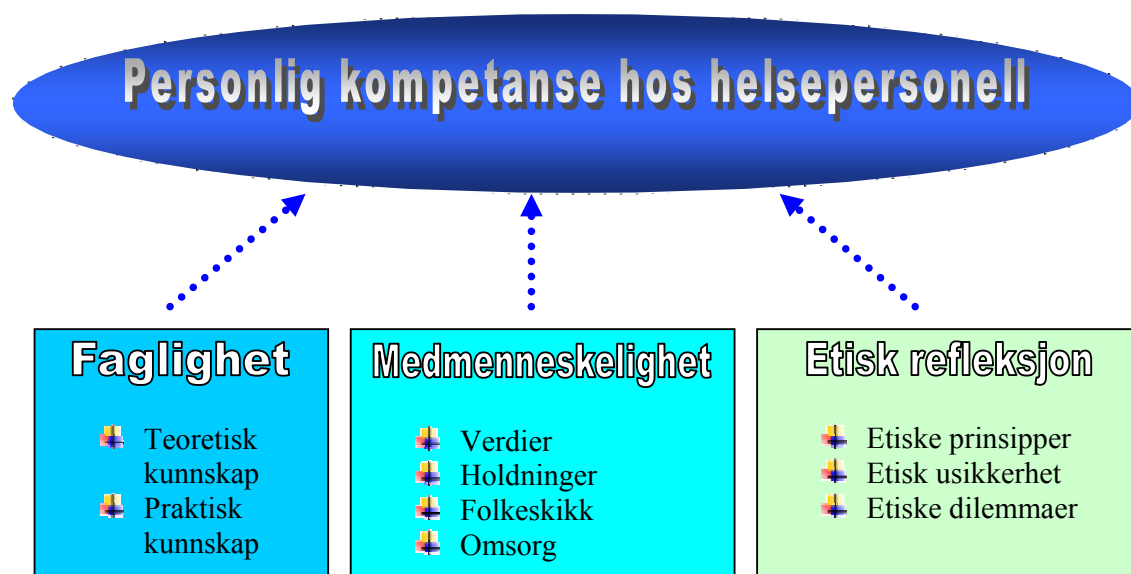 Personlig kompetanse hos helsepersonell
Faglighet
Teoretisk
kunnskap
Praktisk
kunnskap
Medmenneskelighet
Verdier
Holdninger
Folkeskikk
Omsorg
Etisk refleksjon
Etiske prinsipper
Etisk usikkerhet
Etiske dilemmaer